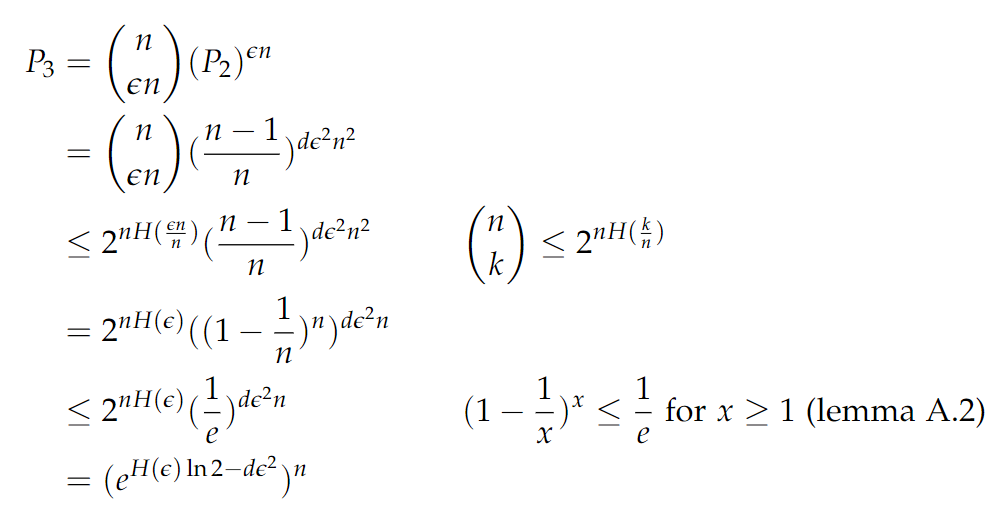 $P_3 = \binom{n}{\epsilon n} (P_2)^{\epsilon n}$
$= \binom{n}{\epsilon n} (\frac{n-1}{n})^{d\epsilon^2 n^2}$
$\leq 2^{nH(\frac{\epsilon n}{n})} (\frac{n-1}{n})^{d\epsilon^2 n^2} \qquad \binom{n}{k} \leq 2^{nH(\frac{k}{n})}$
$= 2^{nH(\epsilon)} ((1 - \frac{1}{n})^n)^{d\epsilon^2 n}$
$\leq 2^{nH(\epsilon)} (\frac{1}{e})^{d\epsilon^2 n} \qquad (1 - \frac{1}{x})^x \leq \frac{1}{e}$ for $x \geq 1$ (lemma A.2)
$= (e^{H(\epsilon) \ln 2 - d\epsilon^2})^n$